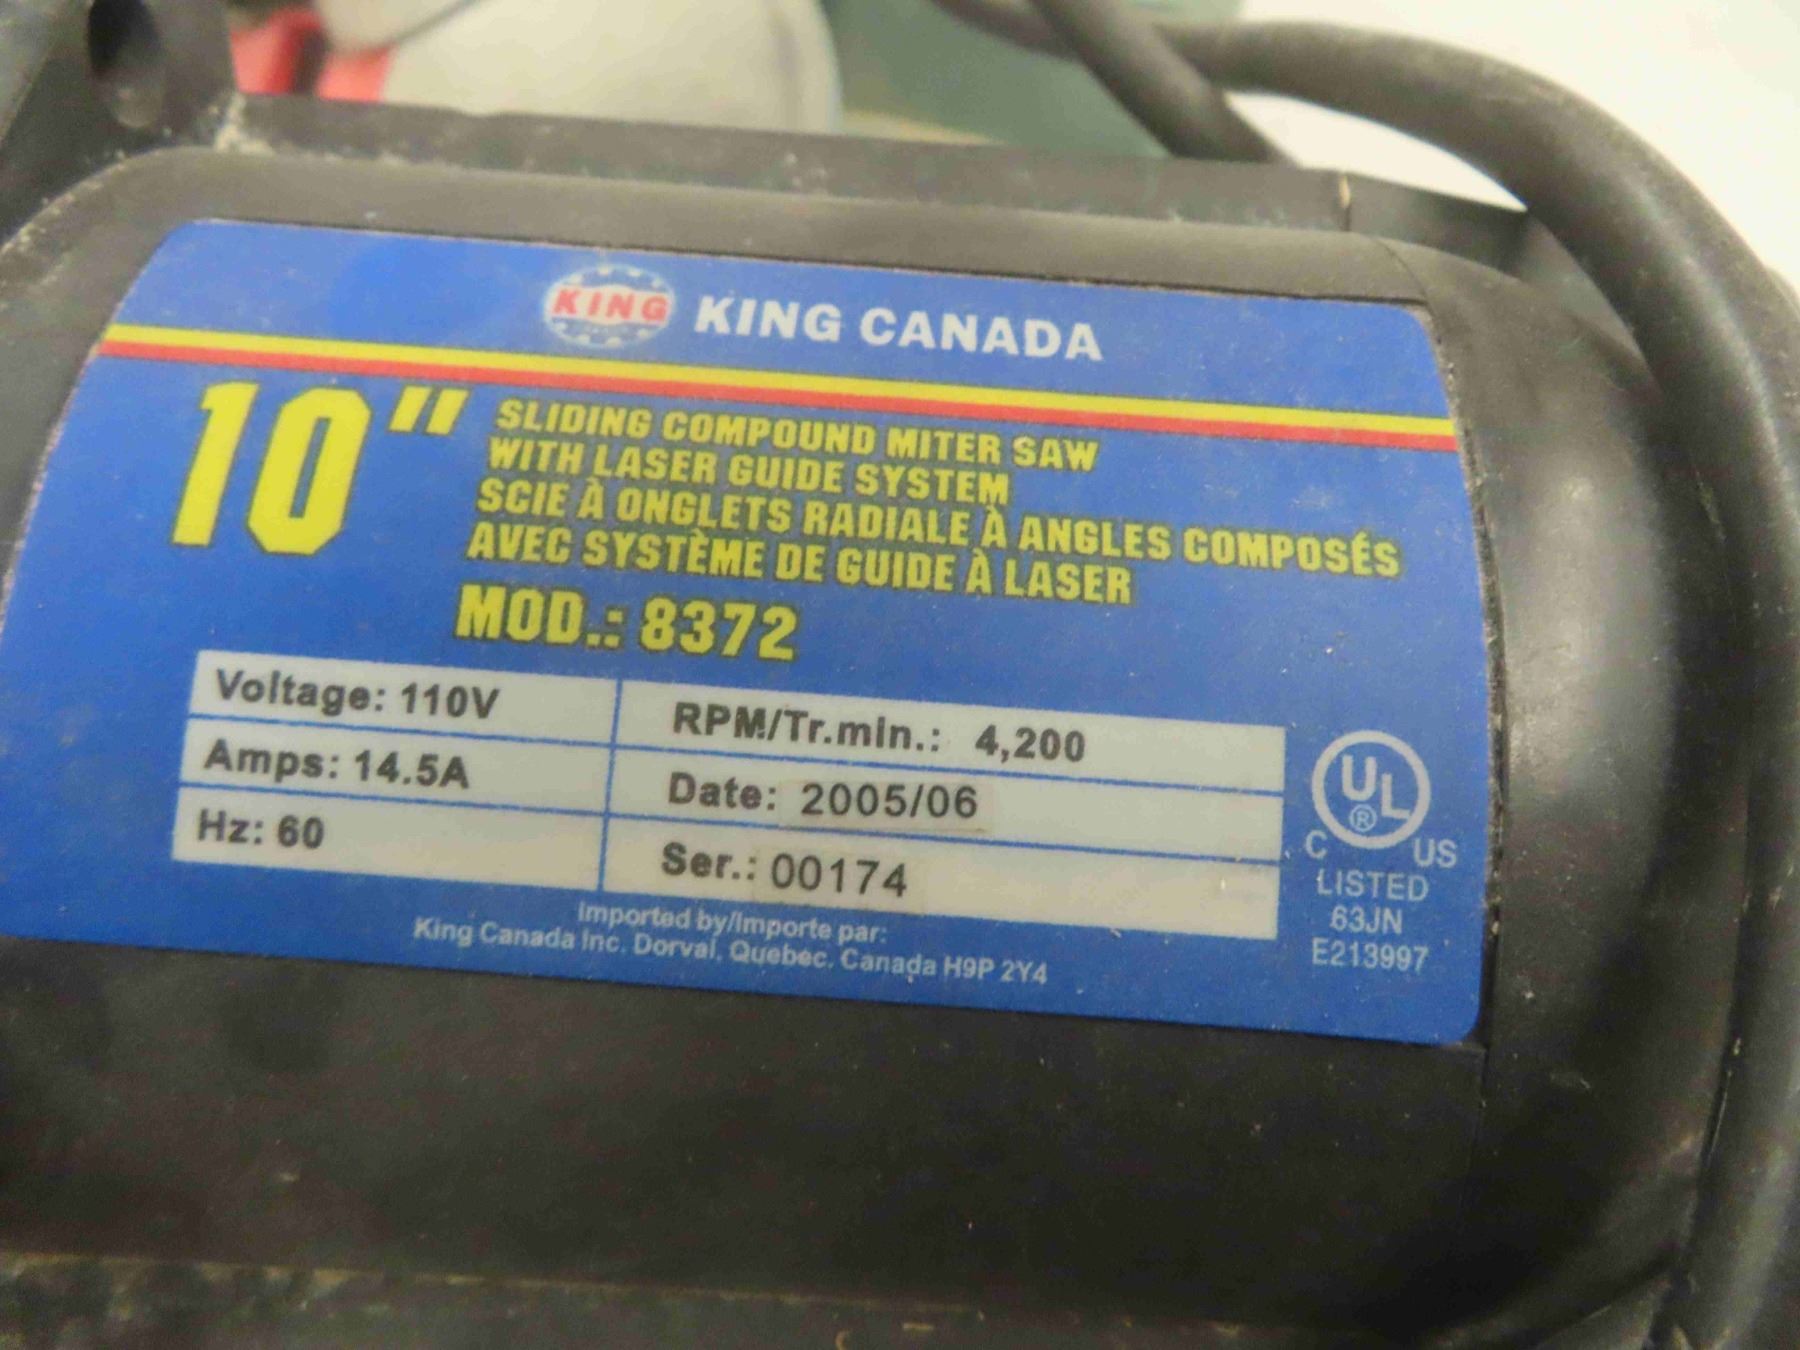 KING KING CANADA
10" SLIDING COMPOUND MITER SAW
WITH LASER GUIDE SYSTEM
SCIE À ONGLETS RADIALE À ANGLES COMPOSÉS
AVEC SYSTÈME DE GUIDE À LASER
MOD.: 8372
Voltage: 110V
Amps: 14.5A
Hz: 60
RPM/Tr.min.: 4,200
Date: 2005/06
Ser.: 00174
Imported by/Importe par:
King Canada Inc. Dorval, Quebec, Canada H9P 2Y4
UL
®
C US
LISTED
63JN
E213997